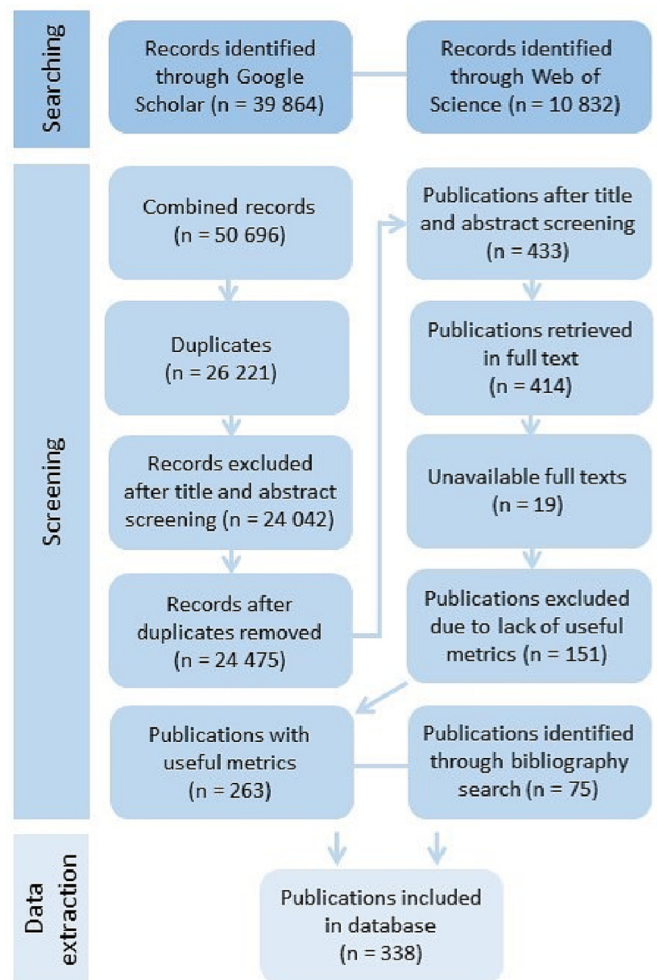 Searching
Records identified
through Google
Scholar (n = 39 864)
Records identified
through Web of
Science (n = 10 832)
Screening
Combined records
(n = 50 696)
Duplicates
(n = 26 221)
Records excluded
after title and abstract
screening (n = 24 042)
Records after
duplicates removed
(n = 24 475)
Publications after title
and abstract screening
(n = 433)
Publications retrieved
in full text
(n = 414)
Unavailable full texts
(n = 19)
Publications excluded
due to lack of useful
metrics (n = 151)
Publications with
useful metrics
(n = 263)
Publications identified
through bibliography
search (n = 75)
Data
extraction
Publications included
in database
(n = 338)